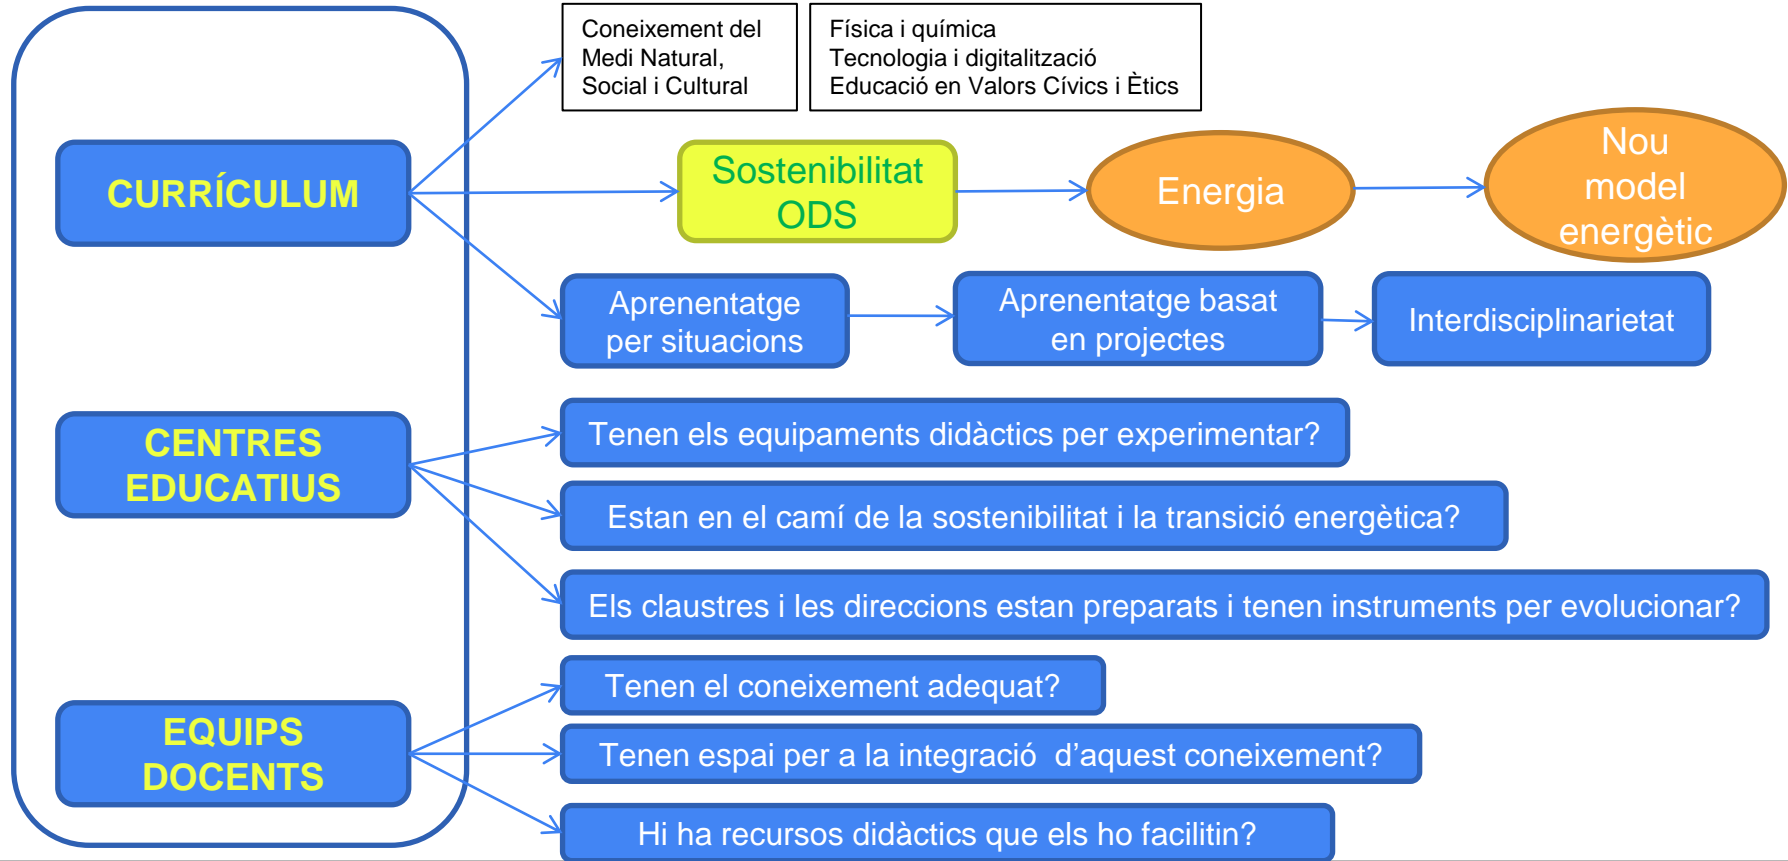 Coneixement del
Medi Natural,
Social i Cultural
Física i química
Tecnologia i digitalització
Educació en Valors Cívics i Ètics
CURRÍCULUM
Sostenibilitat
ODS
Energia
Nou
model
energètic
Aprenentatge
per situacions
Aprenentatge basat
en projectes
Interdisciplinarietat
CENTRES
EDUCATIUS
Tenen els equipaments didàctics per experimentar?
Estan en el camí de la sostenibilitat i la transició energètica?
Els claustres i les direccions estan preparats i tenen instruments per evolucionar?
EQUIPS
DOCENTS
Tenen el coneixement adequat?
Tenen espai per a la integració d’aquest coneixement?
Hi ha recursos didàctics que els ho facilitin?